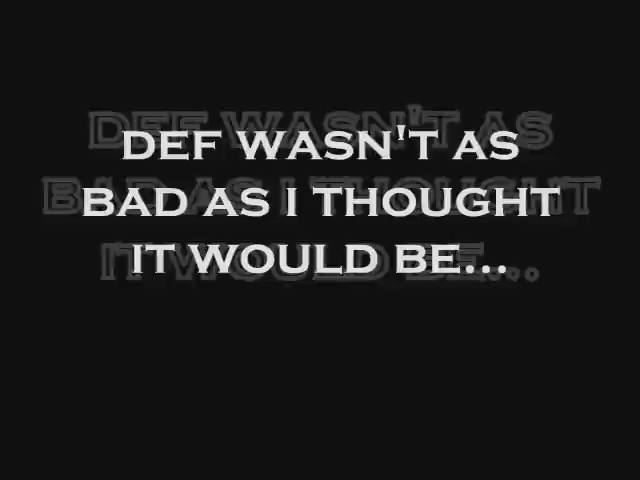 DEF WASN'T AS
BAD AS I THOUGHT
IT WOULD BE...